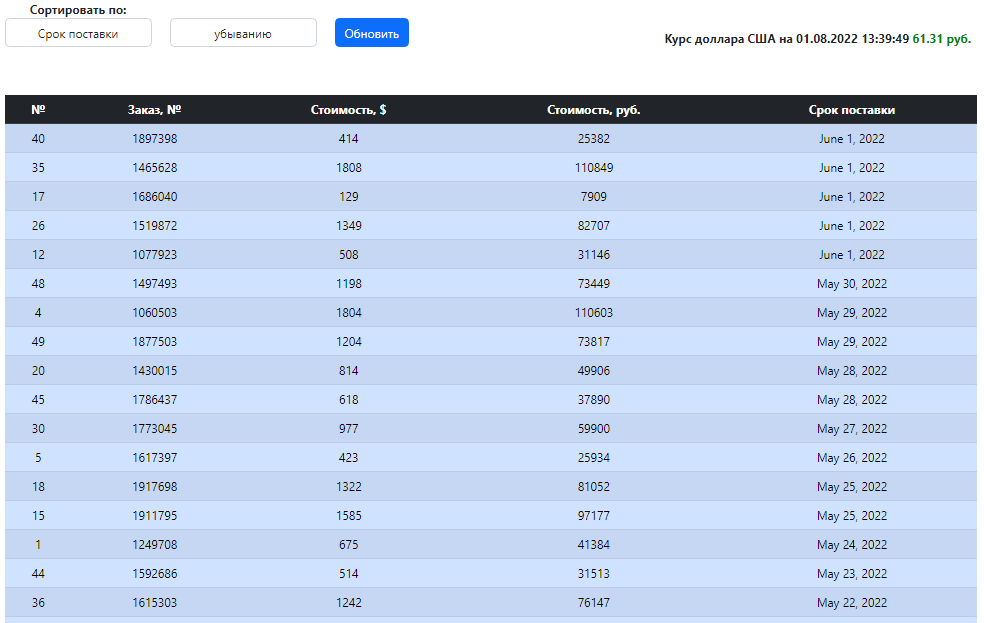 Сортировать по:
Срок поставки убыванию Обновить
Курс доллара США на 01.08.2022 13:39:49 61.31 руб.
№ Заказ, № Стоимость, $ Стоимость, руб. Срок поставки
40 1897398 414 25382 June 1, 2022
35 1465628 1808 110849 June 1, 2022
17 1686040 129 7909 June 1, 2022
26 1519872 1349 82707 June 1, 2022
12 1077923 508 31146 June 1, 2022
48 1497493 1198 73449 May 30, 2022
4 1060503 1804 110603 May 29, 2022
49 1877503 1204 73817 May 29, 2022
20 1430015 814 49906 May 28, 2022
45 1786437 618 37890 May 28, 2022
30 1773045 977 59900 May 27, 2022
5 1617397 423 25934 May 26, 2022
18 1917698 1322 81052 May 25, 2022
15 1911795 1585 97177 May 25, 2022
1 1249708 675 41384 May 24, 2022
44 1592686 514 31513 May 23, 2022
36 1615303 1242 76147 May 22, 2022